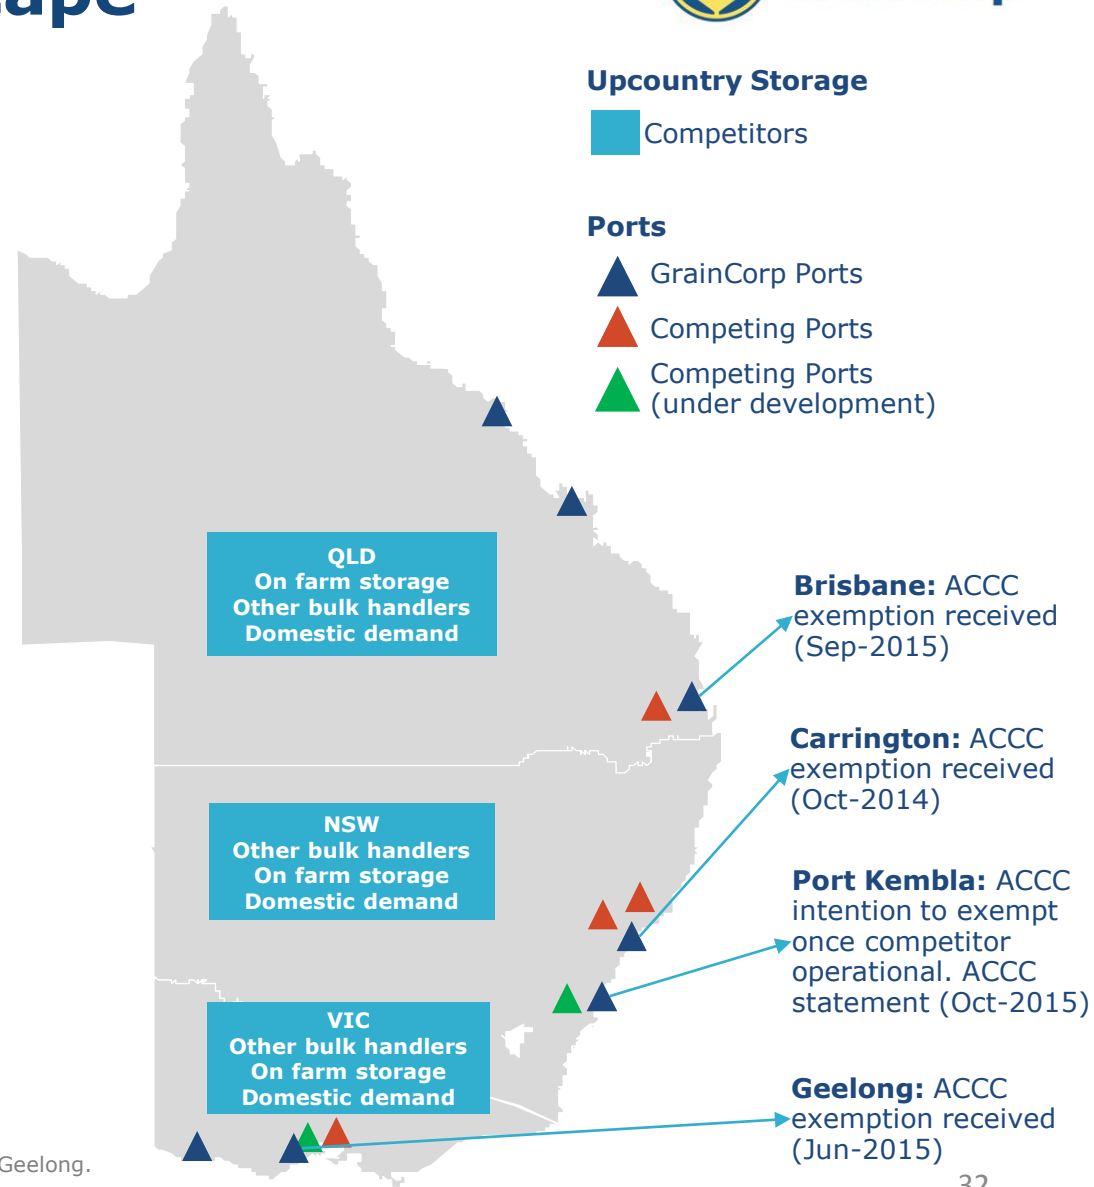 Upcountry Storage
Competitors
Ports
GrainCorp Ports
Competing Ports
Competing Ports
(under development)
QLD
On farm storage
Other bulk handlers
Domestic demand
Brisbane: ACCC
exemption received
(Sep-2015)
Carrington: ACCC
exemption received
(Oct-2014)
NSW
Other bulk handlers
On farm storage
Domestic demand
Port Kembla: ACCC
intention to exempt
once competitor
operational. ACCC
statement (Oct-2015)
VIC
Other bulk handlers
On farm storage
Domestic demand
Geelong: ACCC
exemption received
(Jun-2015)
Geelong.
32